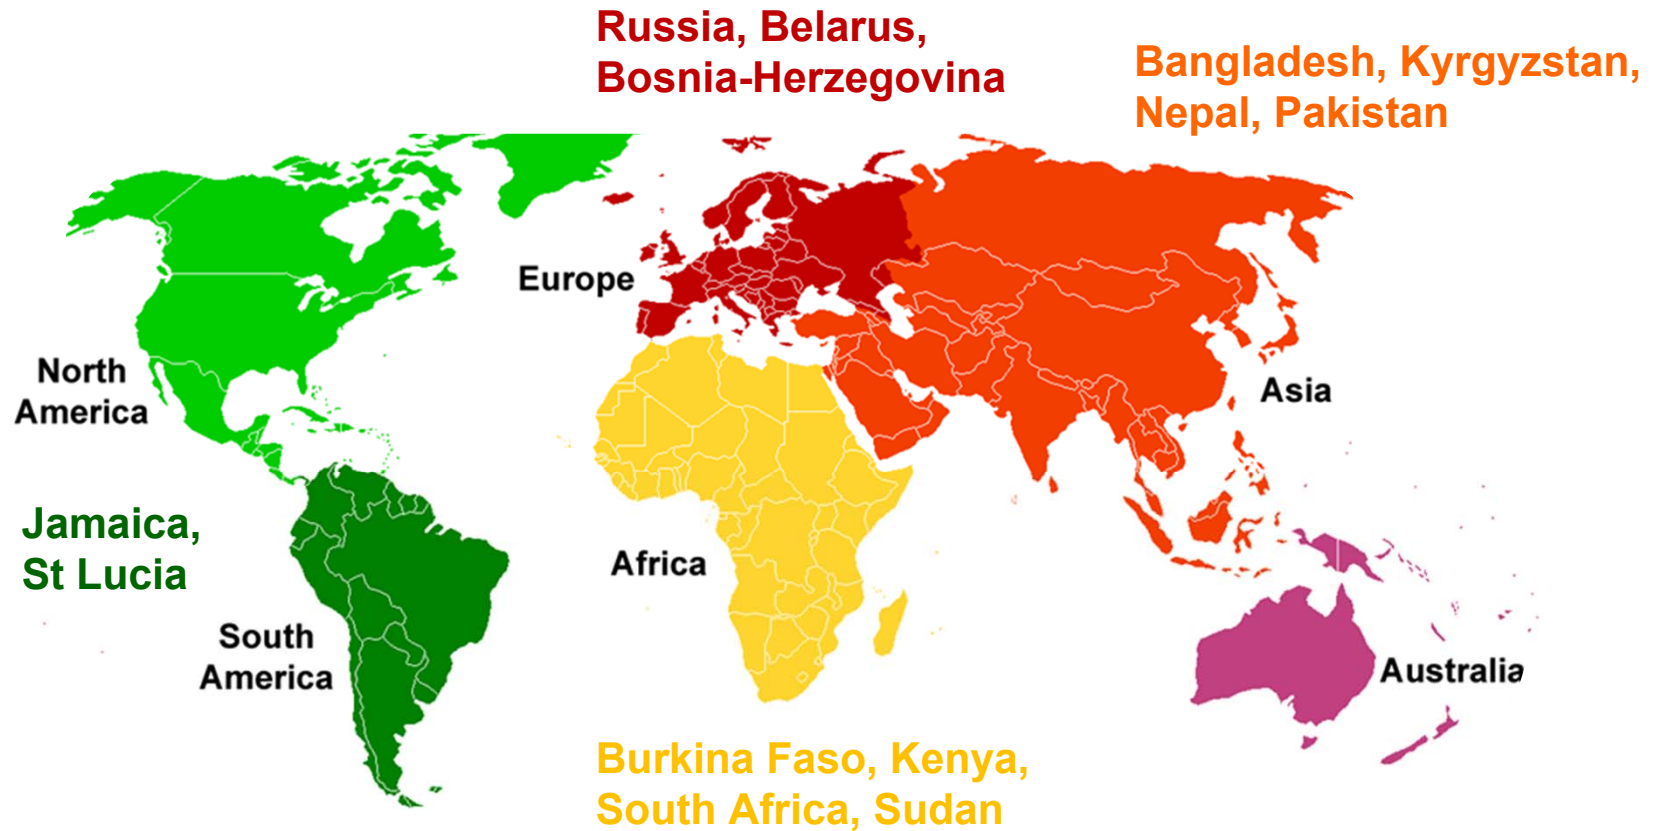 Russia, Belarus,
Bosnia-Herzegovina
Bangladesh, Kyrgyzstan,
Nepal, Pakistan
Europe
North
America
Asia
Jamaica,
St Lucia
Africa
South
America
Australia
Burkina Faso, Kenya,
South Africa, Sudan